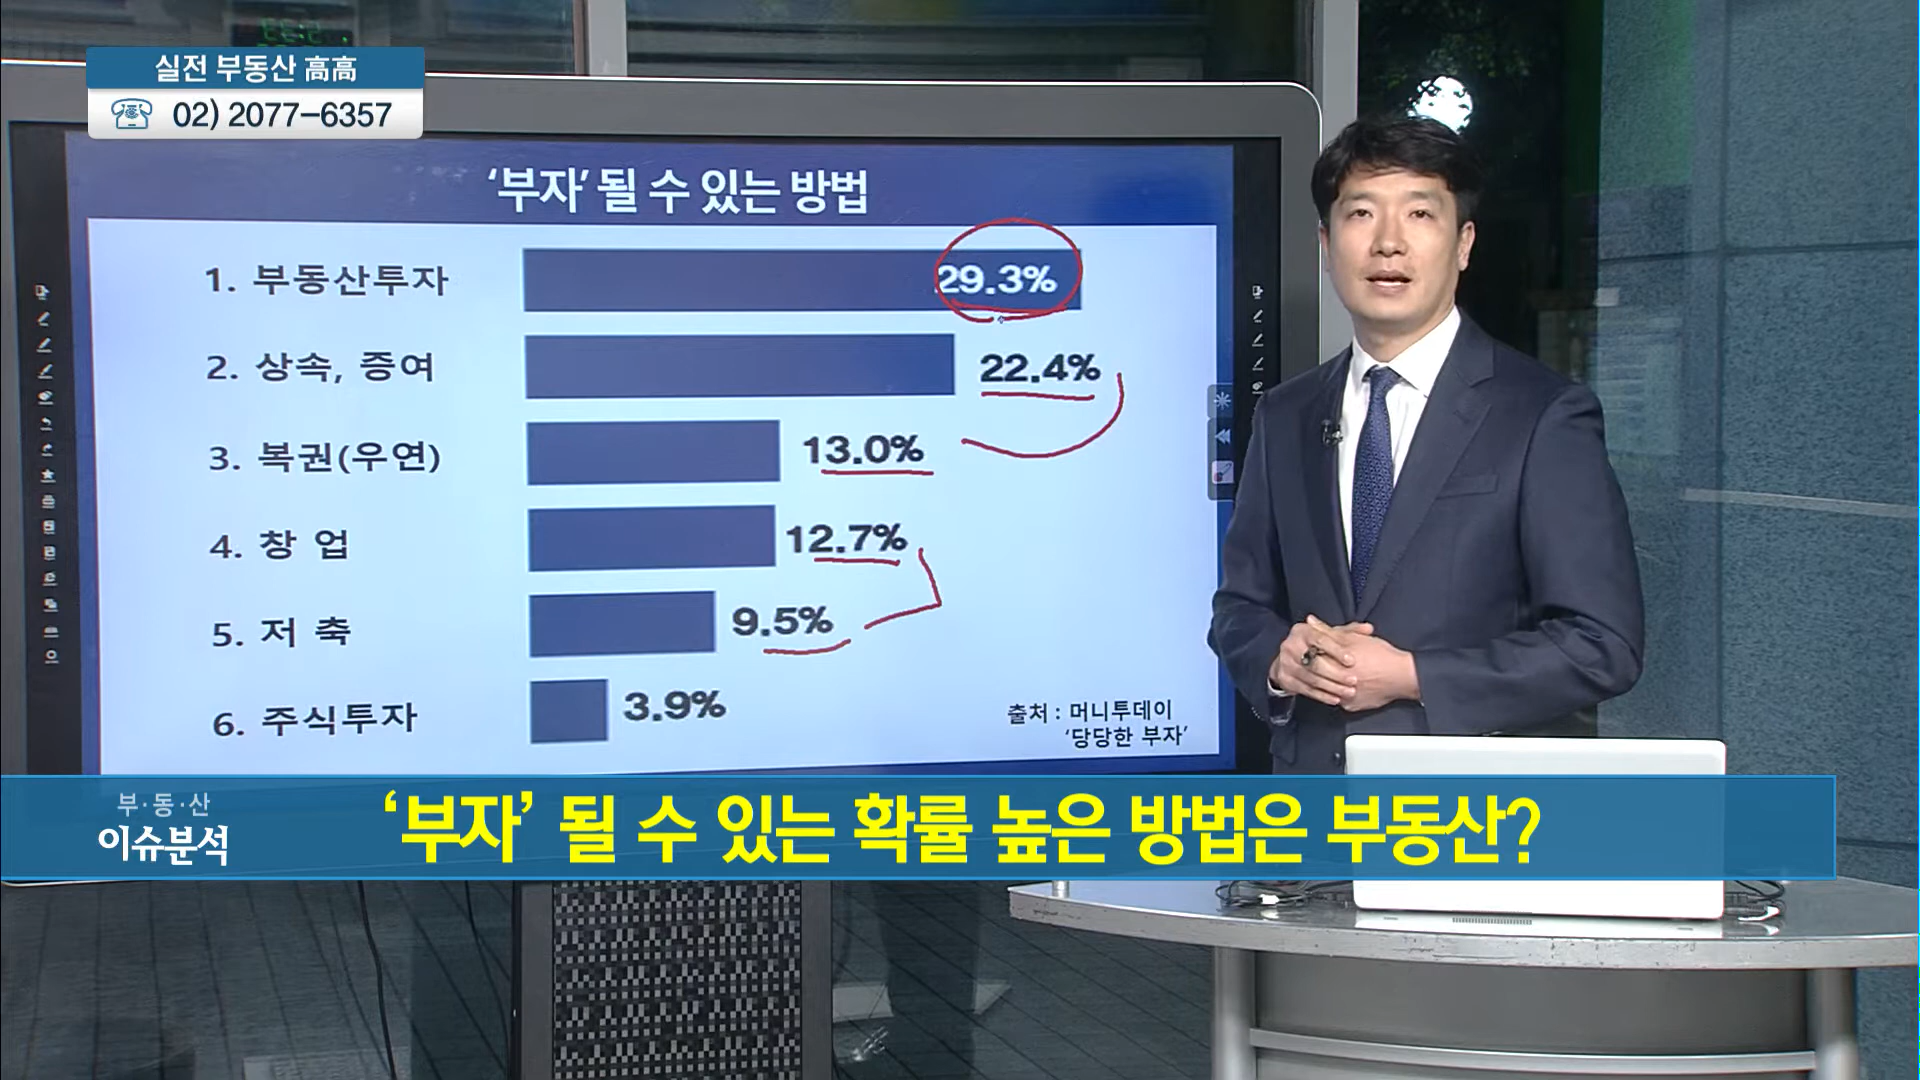 실전 부동산 高高
02) 2077-6357
'부자' 될 수 있는 방법
1. 부동산투자 29.3%
2. 상속, 증여 22.4%
3. 복권(우연) 13.0%
4. 창 업 12.7%
5. 저 축 9.5%
6. 주식투자 3.9%
출처 : 머니투데이
'당당한 부자'
부·동·산
이슈분석
'부자' 될 수 있는 확률 높은 방법은 부동산?